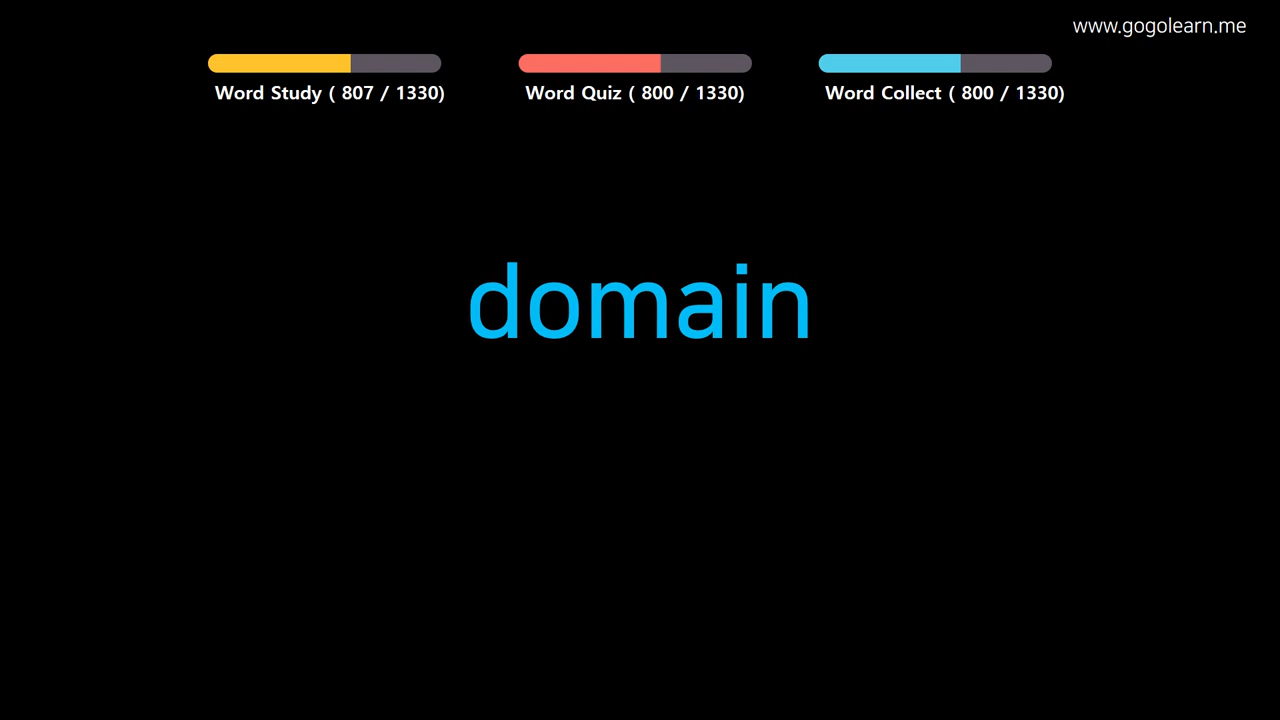 www.gogolearn.me
Word Study ( 807 / 1330)
Word Quiz ( 800 / 1330)
Word Collect ( 800 / 1330)
domain